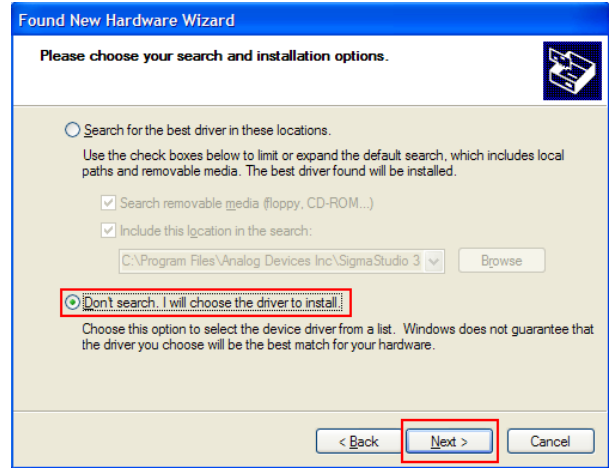 Found New Hardware Wizard
Please choose your search and installation options.
Search for the best driver in these locations.
Use the check boxes below to limit or expand the default search, which includes local
paths and removable media. The best driver found will be installed.
Search removable media (floppy, CD-ROM...)
Include this location in the search:
C:\Program Files\Analog Devices Inc\SigmaStudio 3
Browse
Don't search. I will choose the driver to install.
Choose this option to select the device driver from a list.  Windows does not guarantee that
the driver you choose will be the best match for your hardware.
< Back
Next >
Cancel